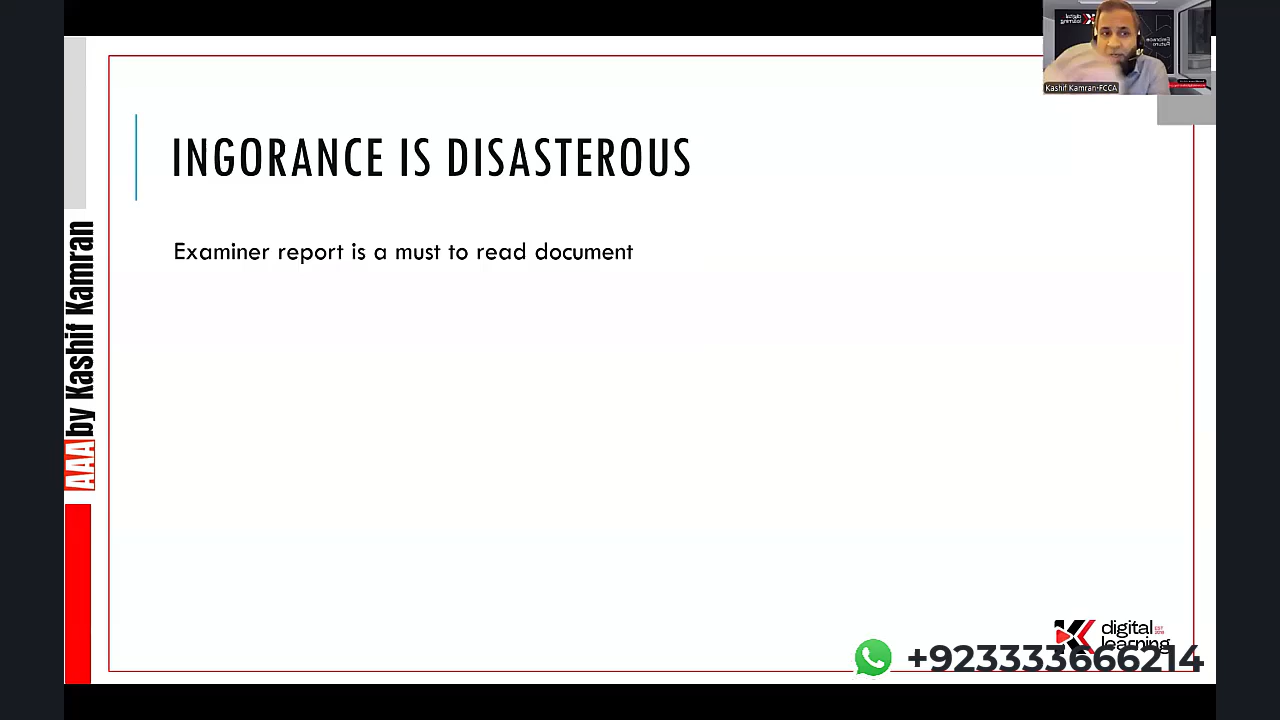 INGORANCE IS DISASTEROUS
Examiner report is a must to read document
AAA by Kashif Kamran
Kashif Kamran-FCCA
digital
learning
+923333666214